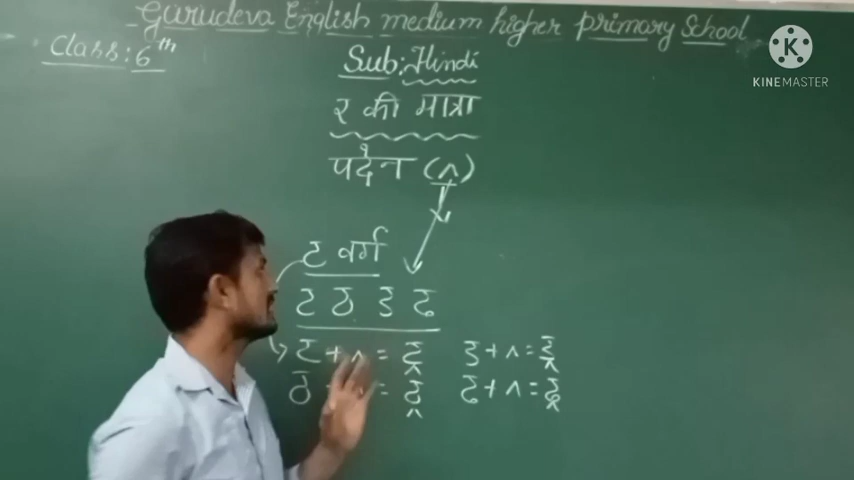 Gurudeva English medium higher primary School
Class: 6th
Sub: Hindi
KINEMASTER
र की मात्रा
पदेन (^)
ट वर्ग
ट ठ ड ढ
ट + ^ = ट्र ड + ^ = ड्र
ठ = ठ्र ढ + ^ = ढ्र